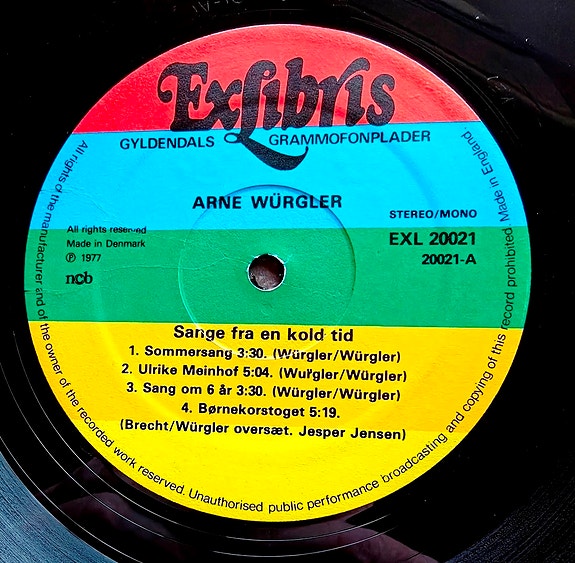 ExLibris
GYLDENDALS GRAMMOFONPLADER
ARNE WÜRGLER
STEREO/MONO
EXL 20021
20021-A
All rights reserved
Made in Denmark
Ⓟ 1977
ncb
Sange fra en kold tid
1. Sommersang 3:30. (Würgler/Würgler)
2. Ulrike Meinhof 5:04. (Würgler/Würgler)
3. Sang om 6 år 3:30. (Würgler/Würgler)
4. Børnekorstoget 5:19.
(Brecht/Würgler oversæt. Jesper Jensen)
All rights of the manufacturer and of the owner of the recorded work reserved. Unauthorised public performance broadcasting and copying of this record prohibited. Made in England.